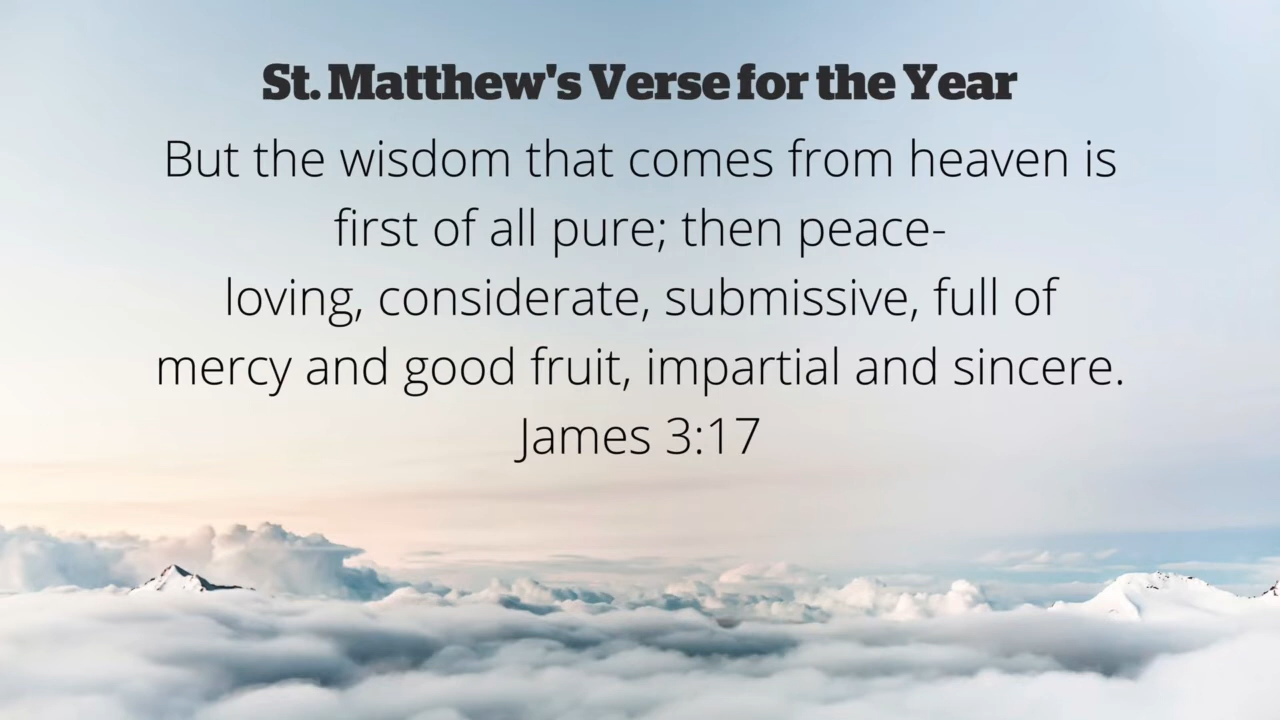 St. Matthew's Verse for the Year
But the wisdom that comes from heaven is
first of all pure; then peace-
loving, considerate, submissive, full of
mercy and good fruit, impartial and sincere.
James 3:17